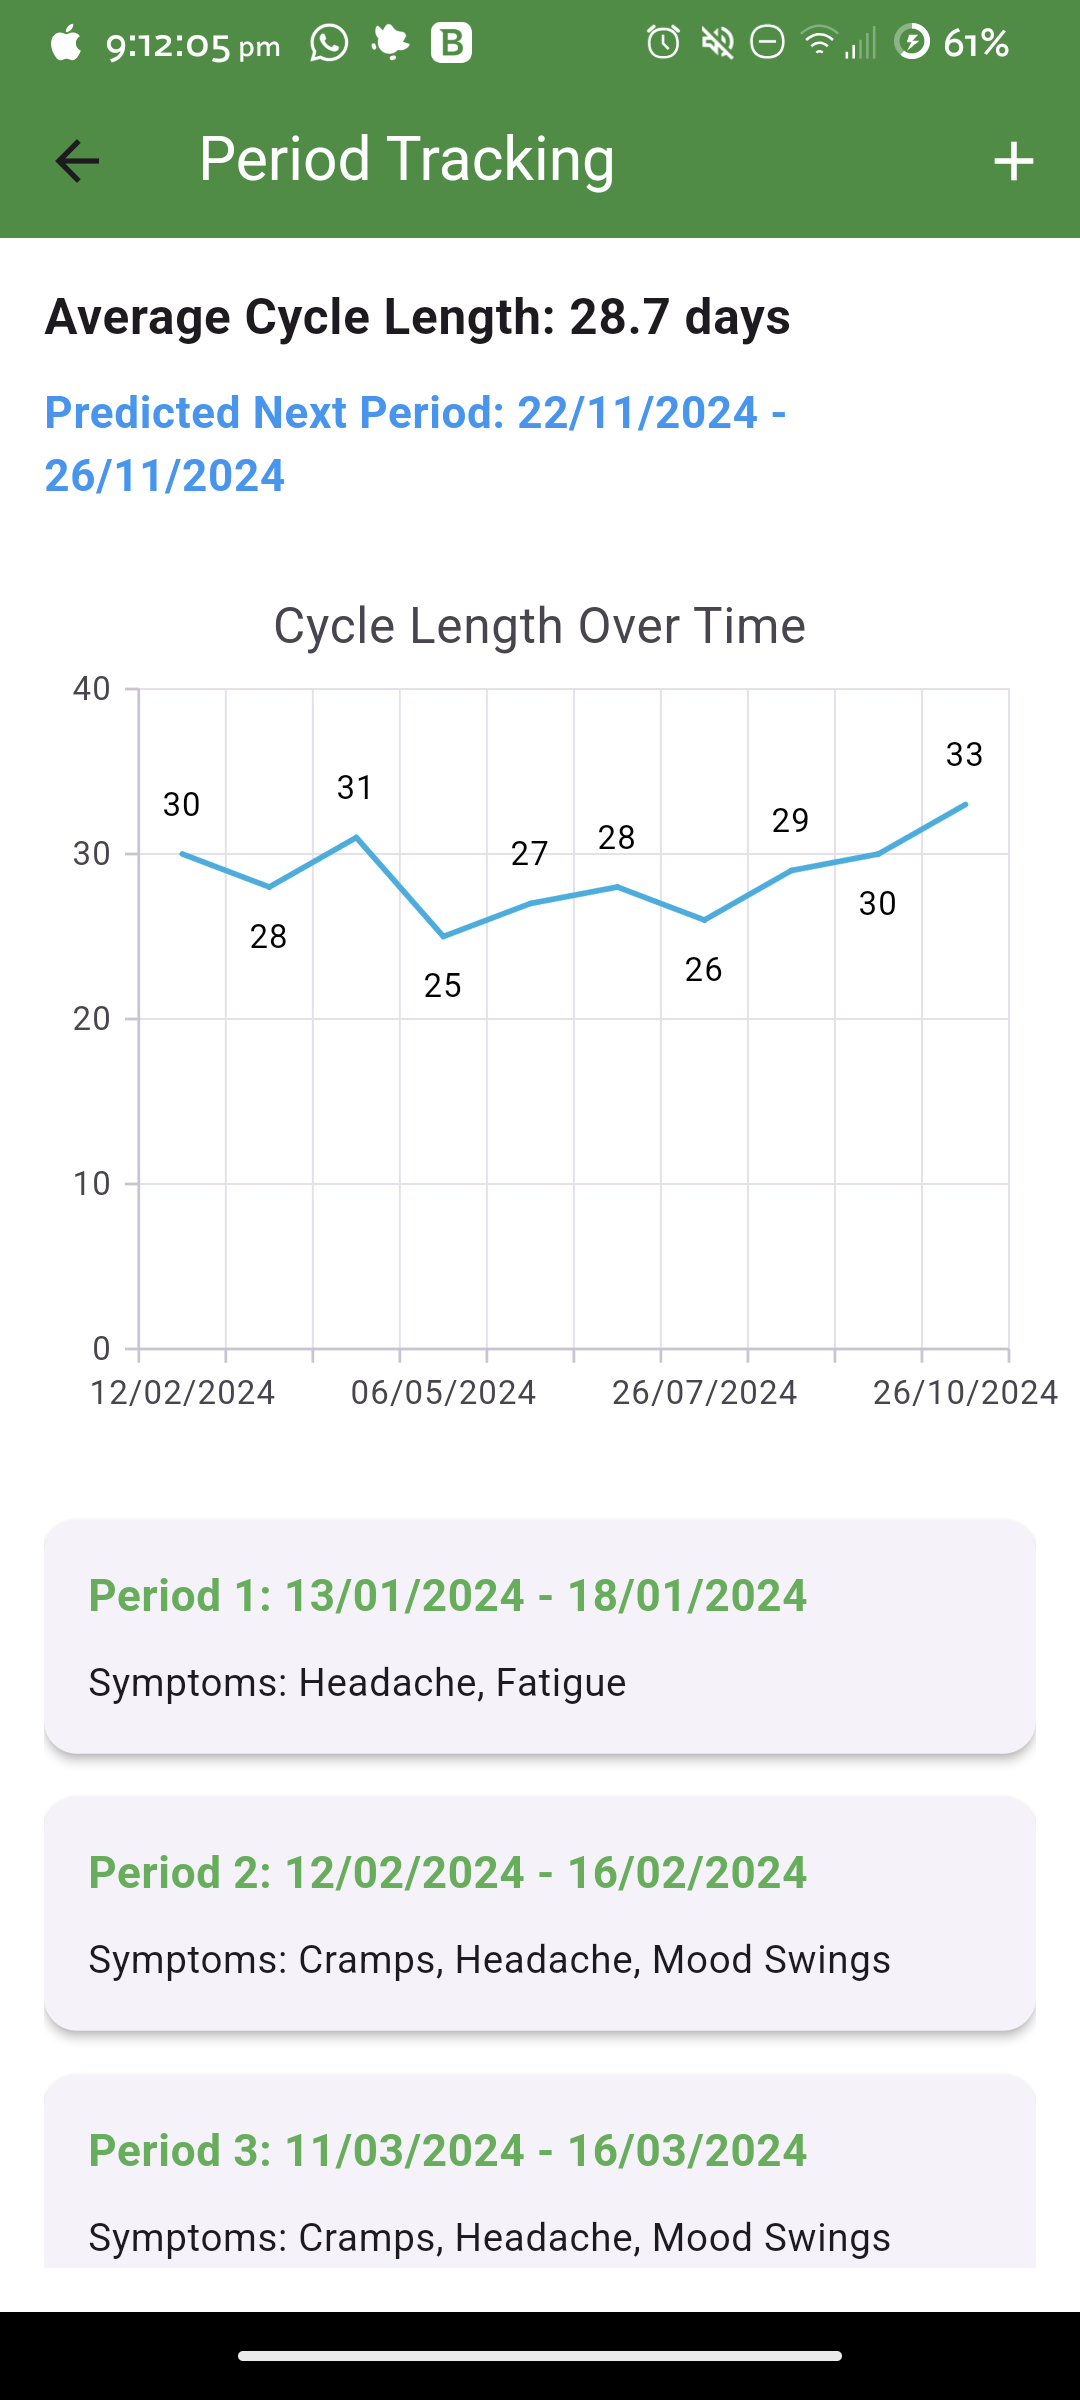 9:12:05 pm B 61%
Period Tracking
Average Cycle Length: 28.7 days
Predicted Next Period: 22/11/2024 -
26/11/2024
Cycle Length Over Time
40
33
31
30
29
28
27
30
30
28
26
25
20
10
0
12/02/2024 06/05/2024 26/07/2024 26/10/2024
Period 1: 13/01/2024 - 18/01/2024
Symptoms: Headache, Fatigue
Period 2: 12/02/2024 - 16/02/2024
Symptoms: Cramps, Headache, Mood Swings
Period 3: 11/03/2024 - 16/03/2024
Symptoms: Cramps, Headache, Mood Swings